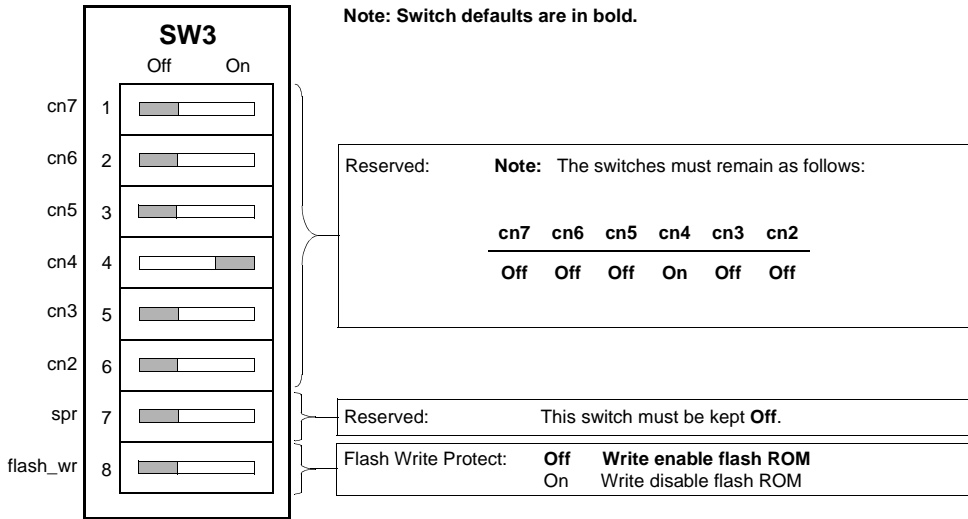 Note: Switch defaults are in bold.
SW3
Off On
cn7 1
cn6 2
cn5 3
cn4 4
cn3 5
cn2 6
spr 7
flash_wr 8
Reserved: Note: The switches must remain as follows:
cn7 cn6 cn5 cn4 cn3 cn2
Off Off Off On Off Off
Reserved: This switch must be kept Off.
Flash Write Protect: Off Write enable flash ROM
On Write disable flash ROM